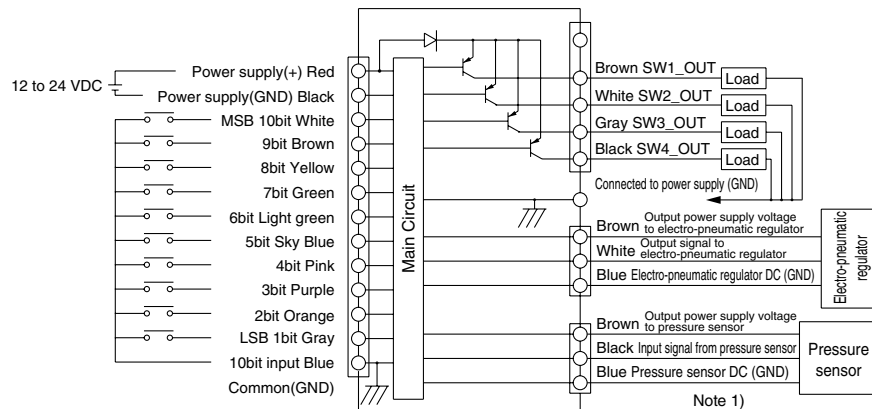 12 to 24 VDC
Power supply(+) Red
Power supply(GND) Black
MSB 10bit White
9bit Brown
8bit Yellow
7bit Green
6bit Light green
5bit Sky Blue
4bit Pink
3bit Purple
2bit Orange
LSB 1bit Gray
10bit input Blue
Common(GND)
Main Circuit
Brown SW1_OUT
Load
White SW2_OUT
Load
Gray SW3_OUT
Load
Black SW4_OUT
Load
Connected to power supply (GND)
Brown Output power supply voltage
to electro-pneumatic regulator
White Output signal to
electro-pneumatic regulator
Blue Electro-pneumatic regulator DC (GND)
Electro-pneumatic
regulator
Brown Output power supply voltage
to pressure sensor
Black Input signal from pressure sensor
Blue Pressure sensor DC (GND)
Pressure
sensor
Note 1)